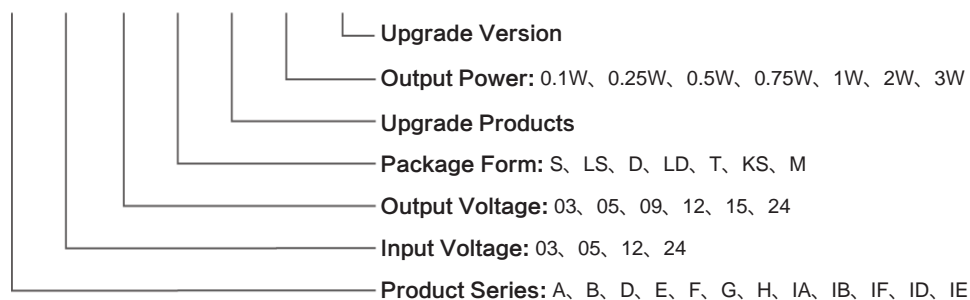 Upgrade Version
Output Power: 0.1W、0.25W、0.5W、0.75W、1W、2W、3W
Upgrade Products
Package Form: S、LS、D、LD、T、KS、M
Output Voltage: 03、05、09、12、15、24
Input Voltage: 03、05、12、24
Product Series: A、B、D、E、F、G、H、IA、IB、IF、ID、IE